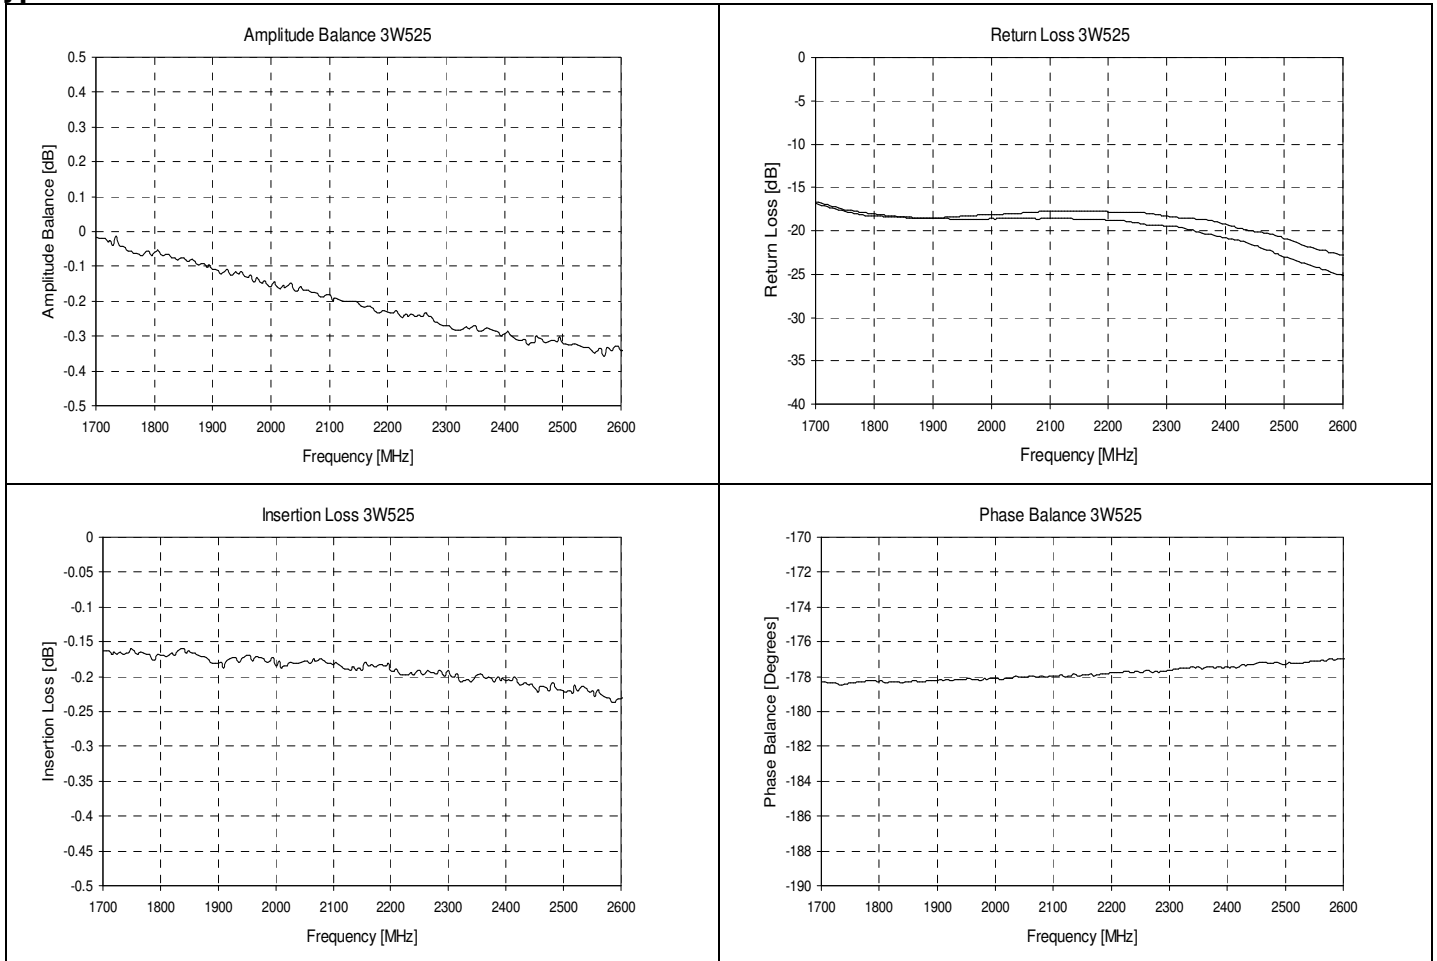 Amplitude Balance 3W525
0.5
0.4
0.3
0.2
0.1
0
-0.1
-0.2
-0.3
-0.4
-0.5
Amplitude Balance [dB]
1700 1800 1900 2000 2100 2200 2300 2400 2500 2600
Frequency [MHz]
Return Loss 3W525
0
-5
-10
-15
-20
-25
-30
-35
-40
Return Loss [dB]
1700 1800 1900 2000 2100 2200 2300 2400 2500 2600
Frequency [MHz]
Insertion Loss 3W525
0
-0.05
-0.1
-0.15
-0.2
-0.25
-0.3
-0.35
-0.4
-0.45
-0.5
Insertion Loss [dB]
1700 1800 1900 2000 2100 2200 2300 2400 2500 2600
Frequency [MHz]
Phase Balance 3W525
-170
-172
-174
-176
-178
-180
-182
-184
-186
-188
-190
Phase Balance [Degrees]
1700 1800 1900 2000 2100 2200 2300 2400 2500 2600
Frequency [MHz]